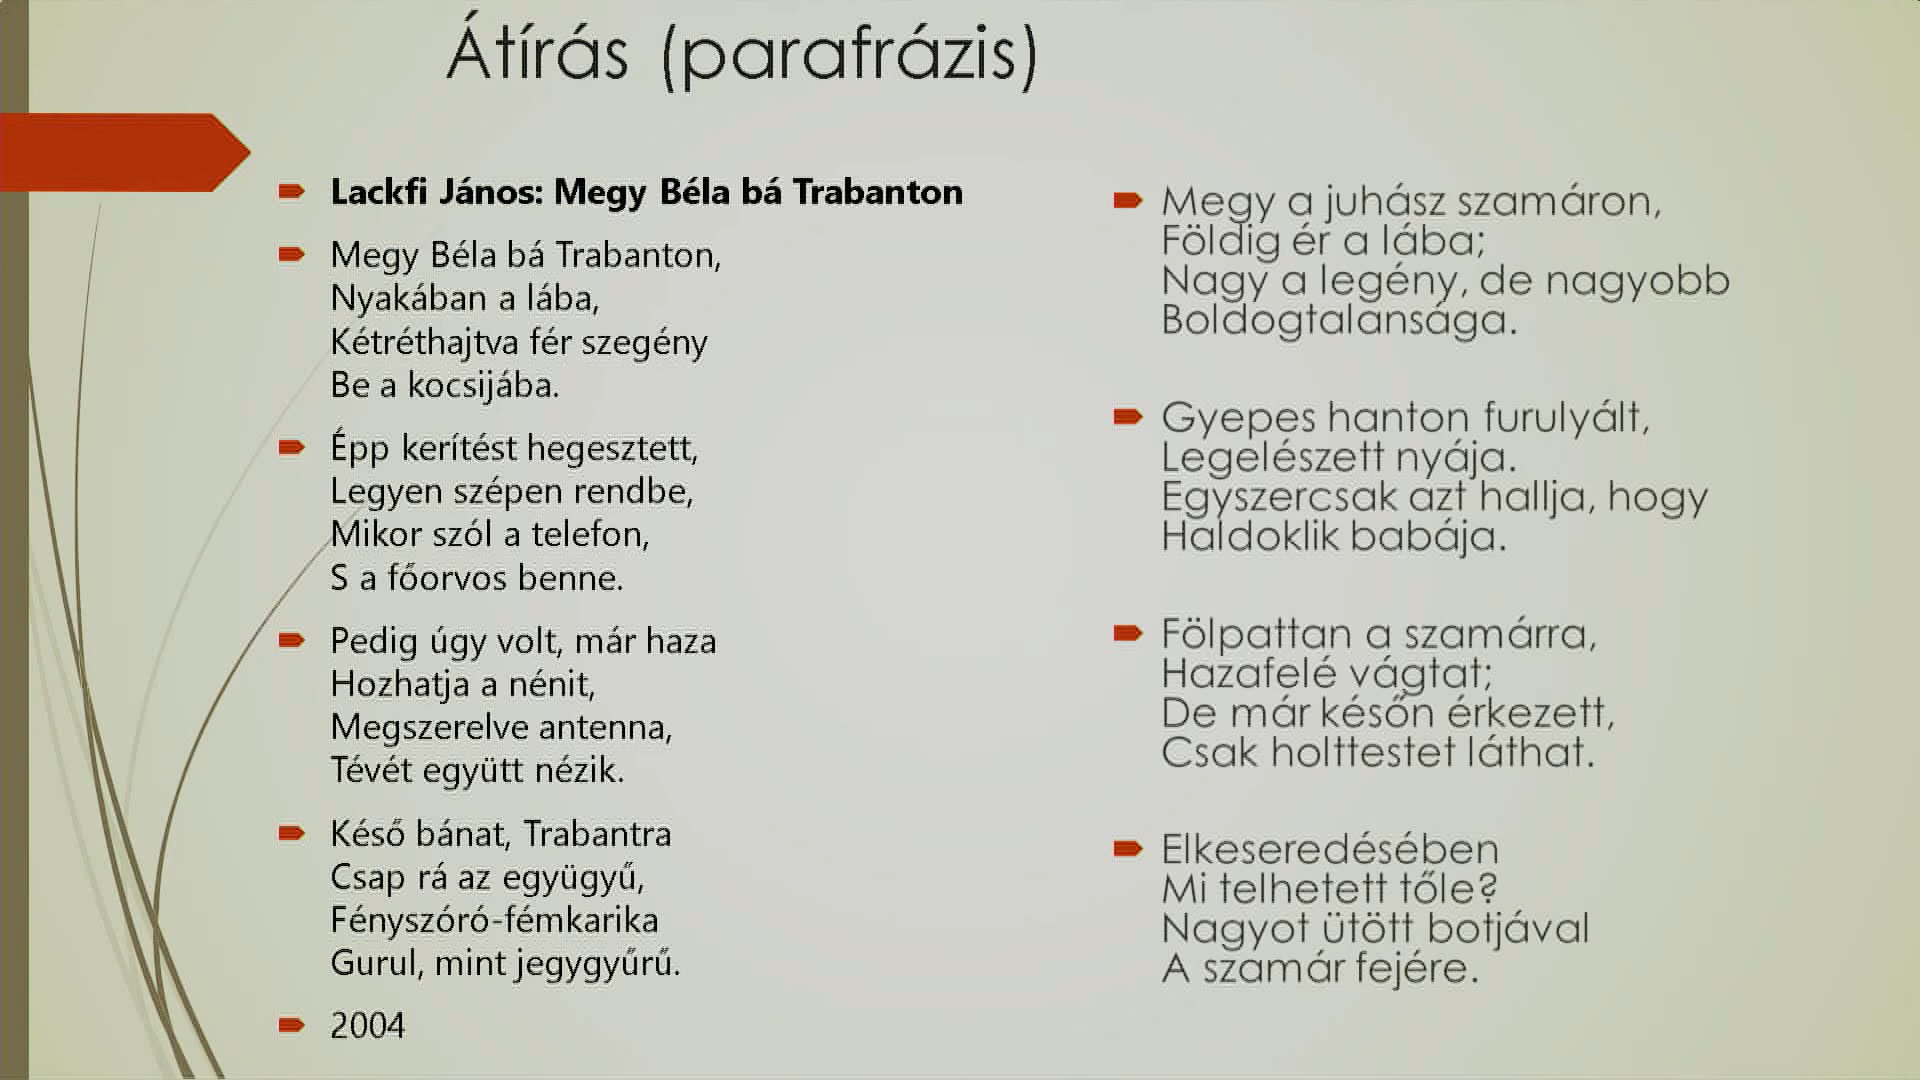 Átírás (parafrázis)
Lackfi János: Megy Béla bá Trabanton
Megy Béla bá Trabanton,
Nyakában a lába,
Kétréthajtva fér szegény
Be a kocsijába.
Épp kerítést hegesztett,
Legyen szépen rendbe,
Mikor szól a telefon,
S a főorvos benne.
Pedig úgy volt, már haza
Hozhatja a nénit,
Megszerelve antenna,
Tévét együtt nézik.
Késő bánat, Trabantra
Csap rá az együgyű,
Fényszóró-fémkarika
Gurul, mint jegygyűrű.
2004
Megy a juhász szamáron,
Földig ér a lába;
Nagy a legény, de nagyobb
Boldogtalansága.
Gyepes hanton furulyált,
Legelészett nyája.
Egyszercsak azt hallja, hogy
Haldoklik babája.
Fölpattan a szamárra,
Hazafelé vágtat;
De már későn érkezett,
Csak holttestet láthat.
Elkeseredésében
Mi telhetett tőle?
Nagyot ütött botjával
A szamár fejére.